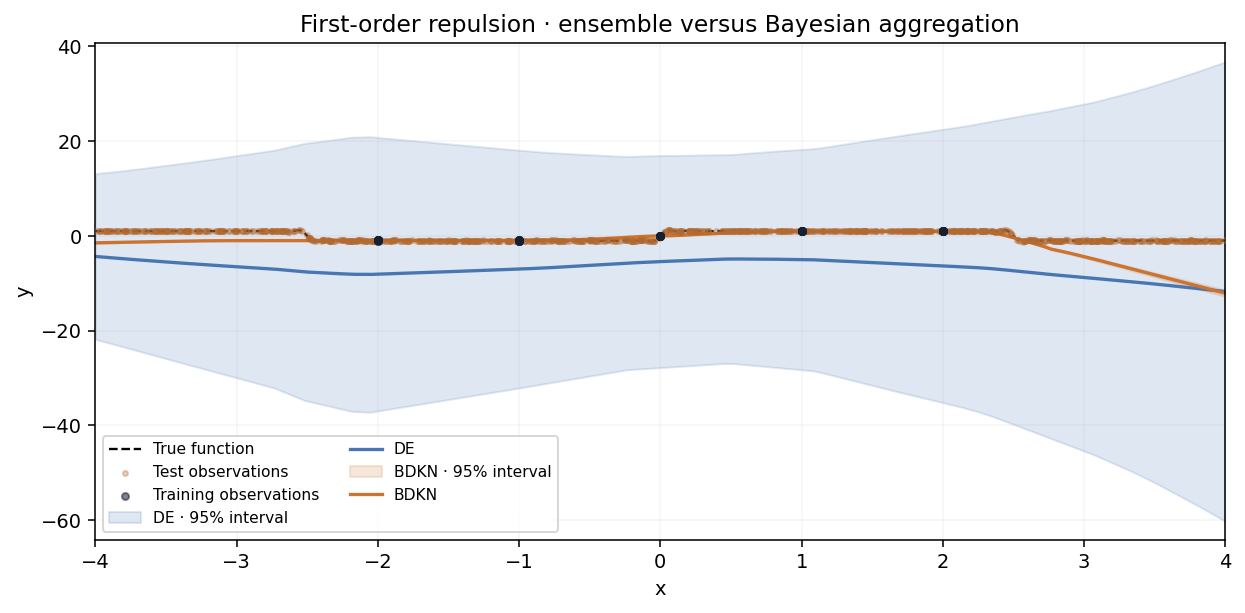 First-order repulsion · ensemble versus Bayesian aggregation
y
40
20
0
−20
−40
−60
True function
Test observations
Training observations
DE · 95% interval
DE
BDKN · 95% interval
BDKN
−4 −3 −2 −1 0 1 2 3 4
x